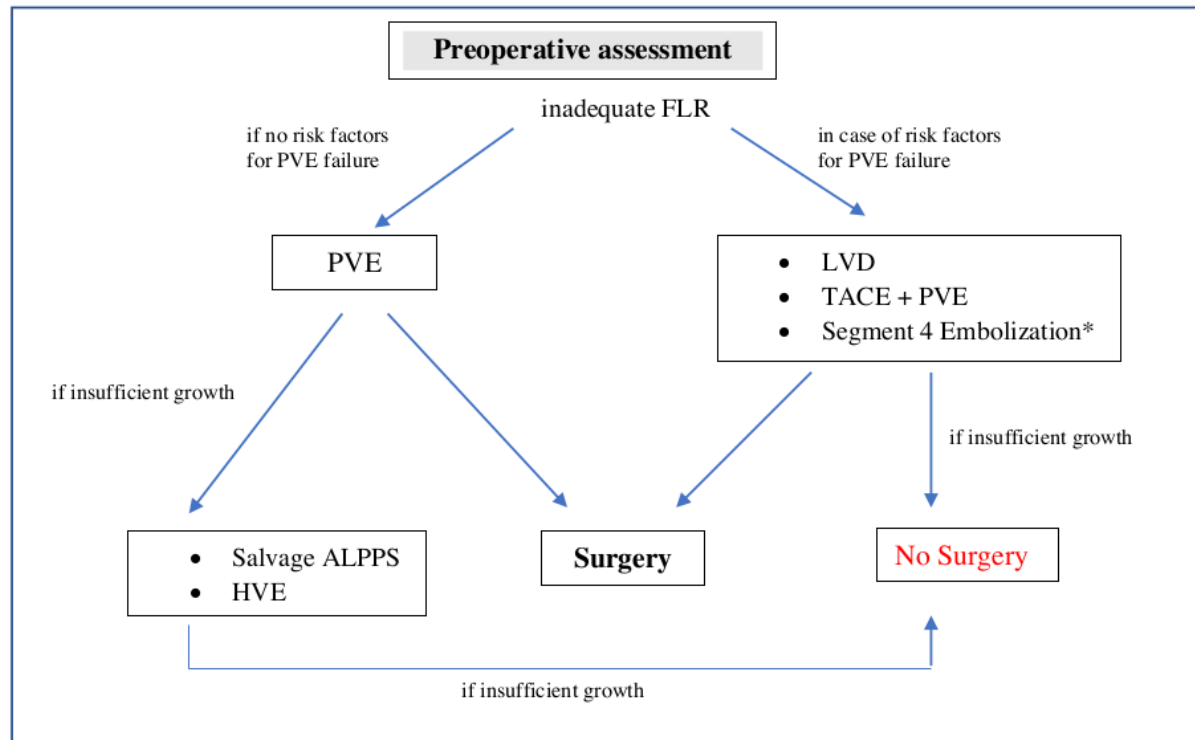 Preoperative assessment
inadequate FLR
if no risk factors
for PVE failure
in case of risk factors
for PVE failure
PVE
• LVD
• TACE + PVE
• Segment 4 Embolization*
if insufficient growth
if insufficient growth
• Salvage ALPPS
• HVE
Surgery
No Surgery
if insufficient growth